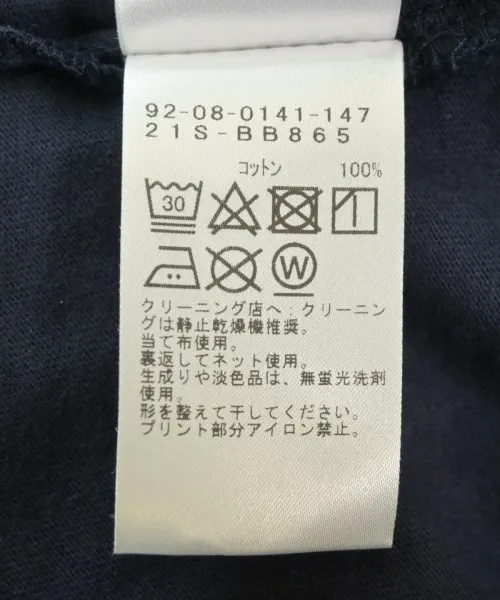 92-08-0141-147
21S-BB865
コットン 100%
30
W
クリーニング店へ：クリーニン
グは静止乾燥機推奨。
当て布使用。
裏返してネット使用。
生成りや淡色品は、無蛍光洗剤
使用。
形を整えて干してください。
プリント部分アイロン禁止。